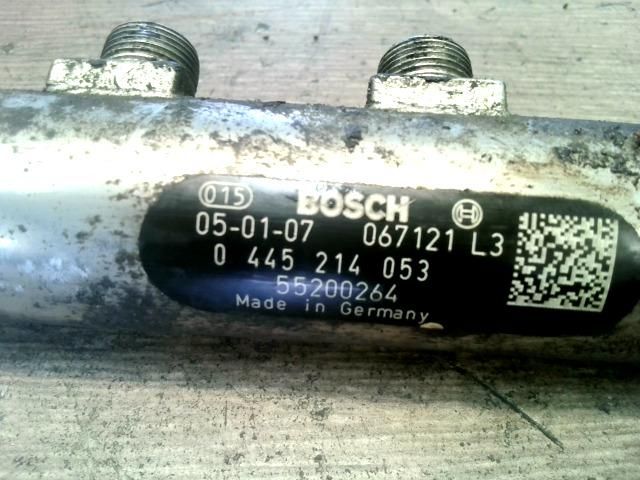 015 BOSCH
05-01-07 067121 L3
0 445 214 053
55200264
Made in Germany